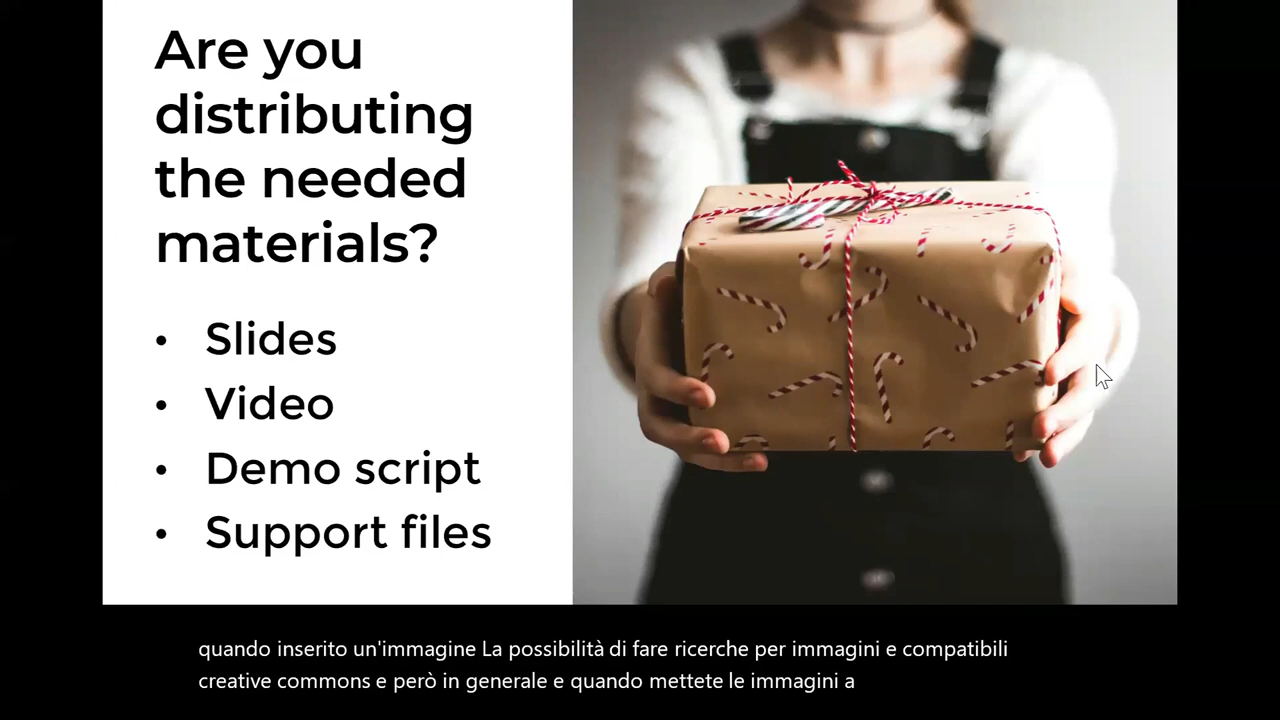 Are you
distributing
the needed
materials?
• Slides
• Video
• Demo script
• Support files
quando inserito un'immagine La possibilità di fare ricerche per immagini e compatibili
creative commons e però in generale e quando mettete le immagini a